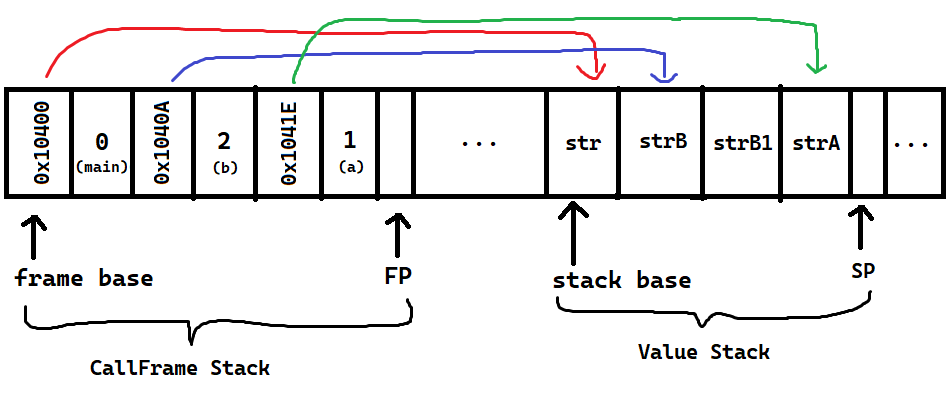 0x10400
0
(main)
0x1040A
2
(b)
0x1041E
1
(a)
...
str
strB
strB1
strA
...
frame base
FP
stack base
SP
CallFrame Stack
Value Stack